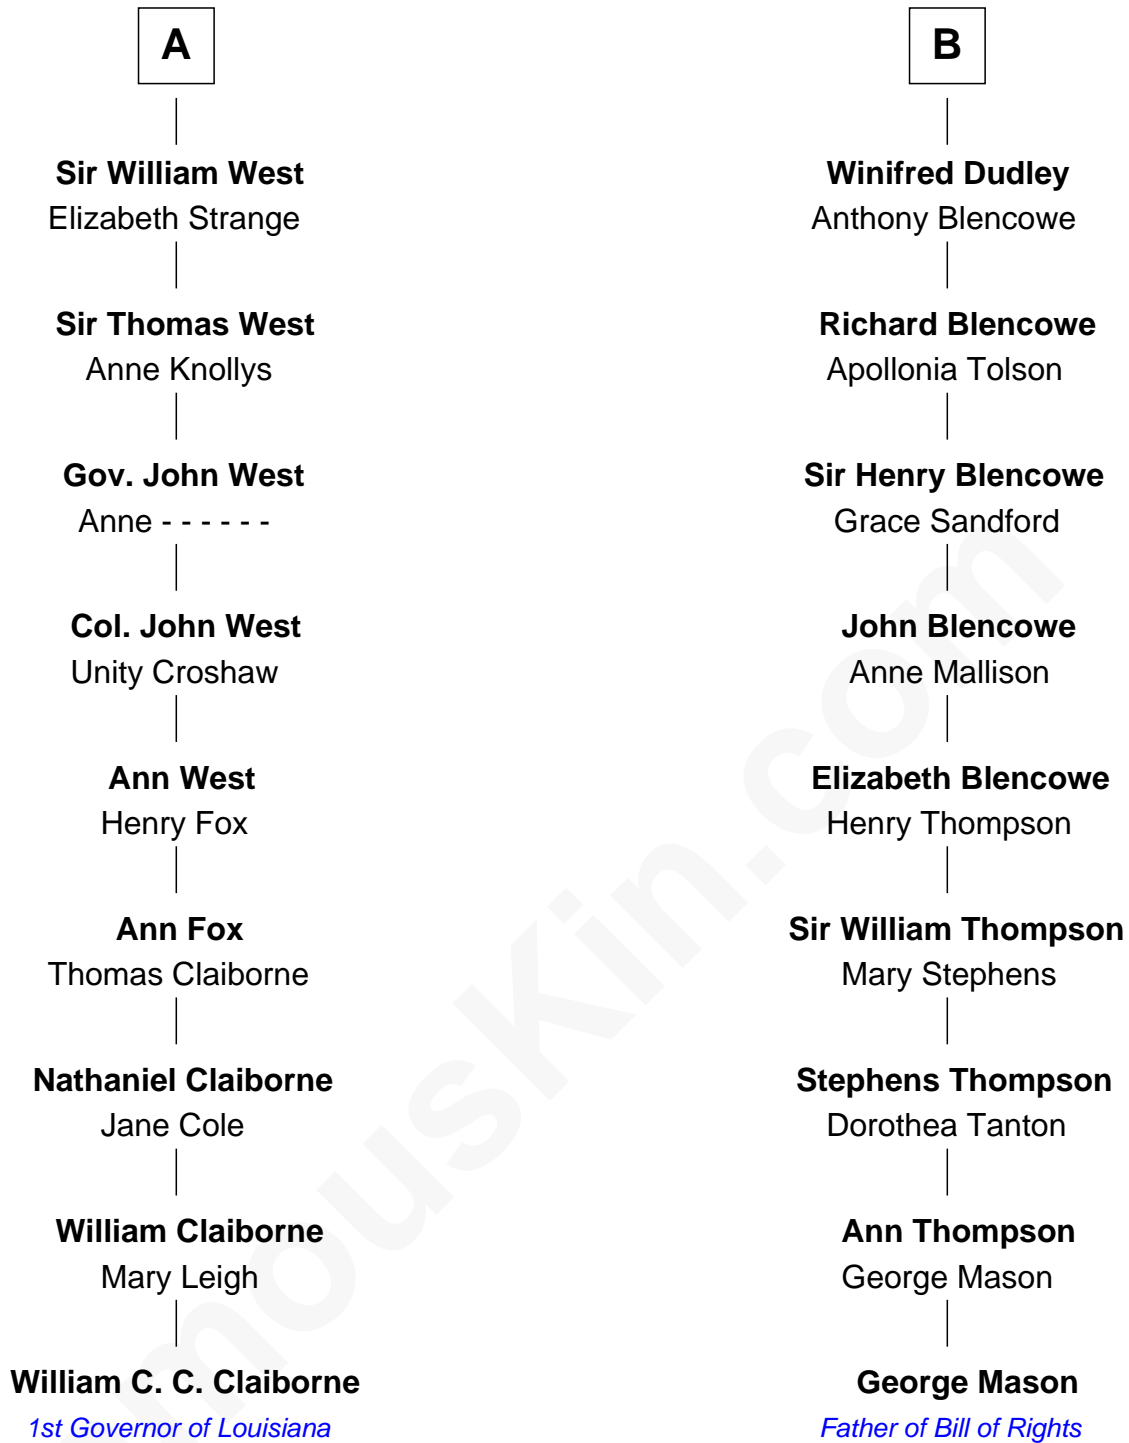 A
Sir William West
Elizabeth Strange
Sir Thomas West
Anne Knollys
Gov. John West
Anne - - - - - -
Col. John West
Unity Croshaw
Ann West
Henry Fox
Ann Fox
Thomas Claiborne
Nathaniel Claiborne
Jane Cole
William Claiborne
Mary Leigh
William C. C. Claiborne
1st Governor of Louisiana
B
Winifred Dudley
Anthony Blencowe
Richard Blencowe
Apollonia Tolson
Sir Henry Blencowe
Grace Sandford
John Blencowe
Anne Mallison
Elizabeth Blencowe
Henry Thompson
Sir William Thompson
Mary Stephens
Stephens Thompson
Dorothea Tanton
Ann Thompson
George Mason
George Mason
Father of Bill of Rights
mousKin.com